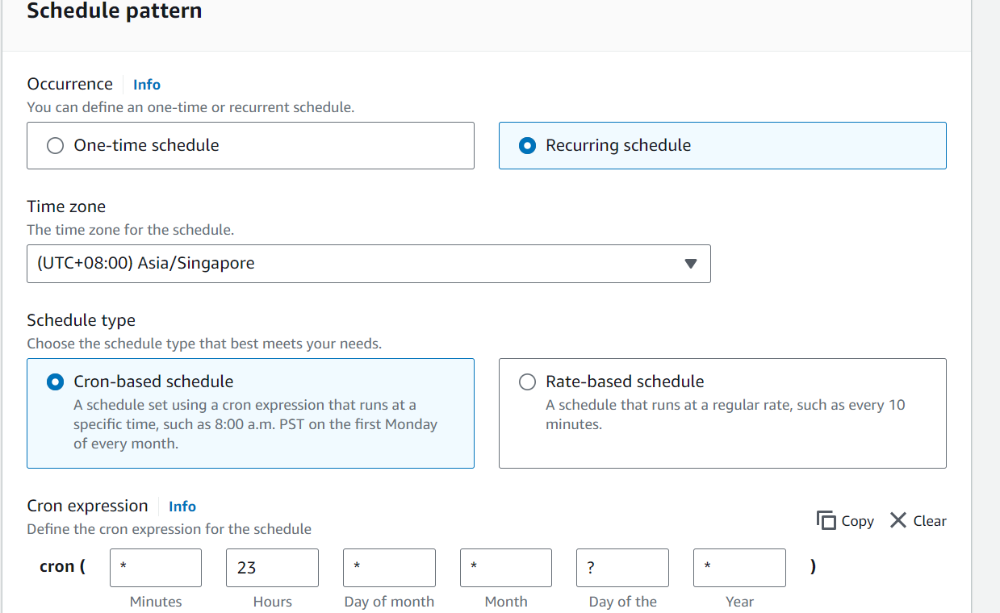 Schedule pattern
Occurrence Info
You can define an one-time or recurrent schedule.
One-time schedule
Recurring schedule
Time zone
The time zone for the schedule.
(UTC+08:00) Asia/Singapore
Schedule type
Choose the schedule type that best meets your needs.
Cron-based schedule
A schedule set using a cron expression that runs at a
specific time, such as 8:00 a.m. PST on the first Monday
of every month.
Rate-based schedule
A schedule that runs at a regular rate, such as every 10
minutes.
Cron expression Info
Define the cron expression for the schedule
Copy Clear
cron ( * 23 * * ? * )
Minutes Hours Day of month Month Day of the Year